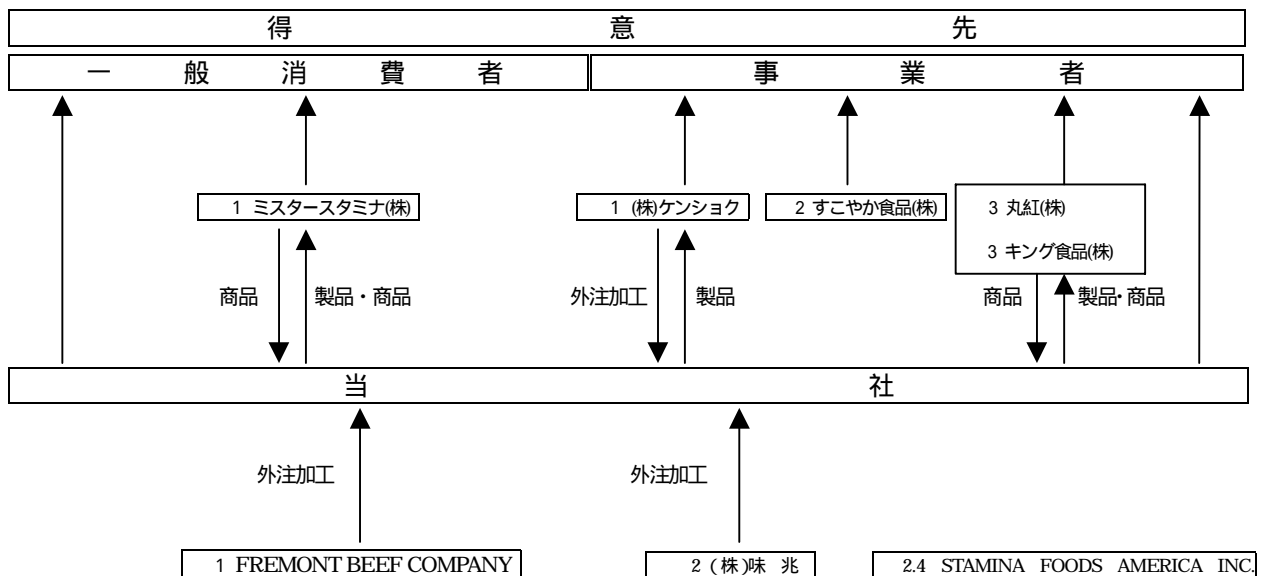 得意先
一般消費者 事業者
1 ミスタースタミナ(株) 1 (株)ケンショク 2 すこやか食品(株) 3 丸紅(株)
3 キング食品(株)
商品 製品・商品 外注加工 製品 商品 製品・商品
当社
外注加工 外注加工
1 FREMONT BEEF COMPANY 2 (株)味兆 2.4 STAMINA FOODS AMERICA INC.